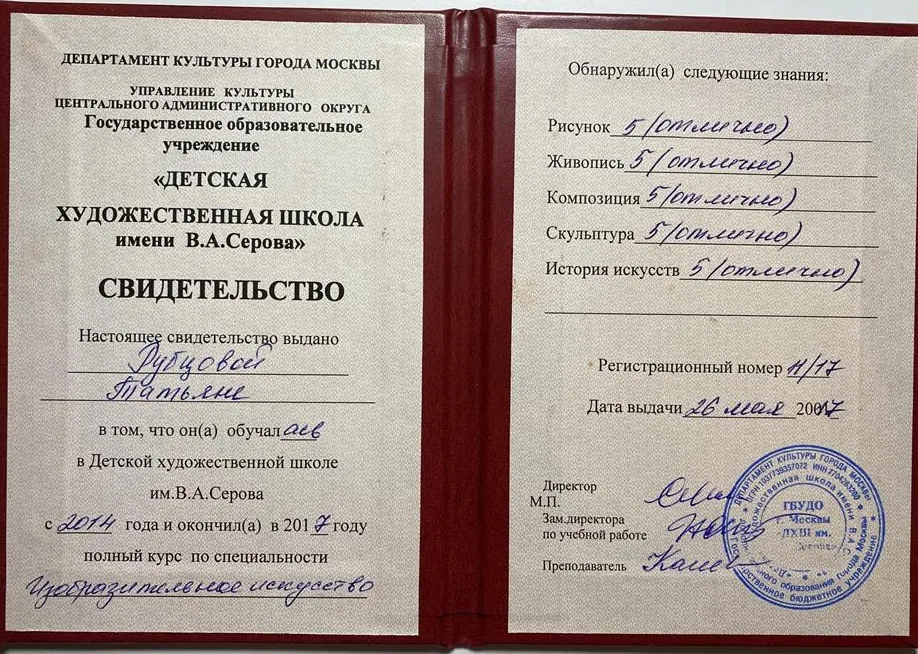 ДЕПАРТАМЕНТ КУЛЬТУРЫ ГОРОДА МОСКВЫ
УПРАВЛЕНИЕ КУЛЬТУРЫ
ЦЕНТРАЛЬНОГО АДМИНИСТРАТИВНОГО ОКРУГА
Государственное образовательное
учреждение
«ДЕТСКАЯ
ХУДОЖЕСТВЕННАЯ ШКОЛА
имени В.А.Серова»
СВИДЕТЕЛЬСТВО
Настоящее свидетельство выдано
Рубцовой
Татьяне
в том, что он(а) обучалась
в Детской художественной школе
им.В.А.Серова
с 2014 года и окончил(а) в 2017 году
полный курс по специальности
Изобразительное искусство
Обнаружил(а) следующие знания:
Рисунок 5 (отлично)
Живопись 5 (отлично)
Композиция 5 (отлично)
Скульптура 5 (отлично)
История искусств 5 (отлично)
Регистрационный номер 11/17
Дата выдачи 26 мая 2017
Директор
М.П.
Зам.директора
по учебной работе
Преподаватель
ДЕПАРТАМЕНТ КУЛЬТУРЫ ГОРОДА МОСКВЫ
ГБУДО
г. Москвы
ДХШ им.